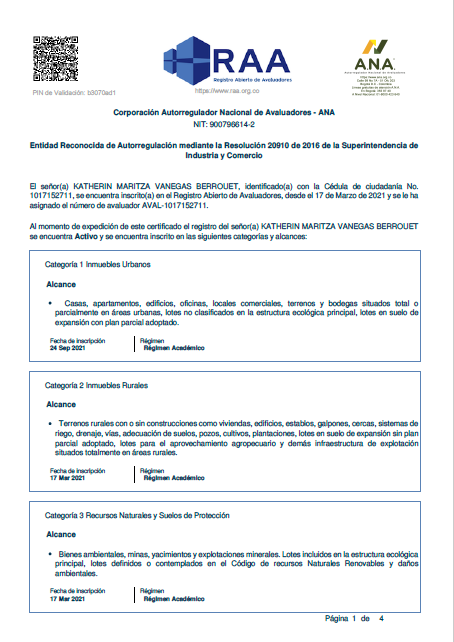 RAA
Registro Abierto de Avaluadores
https://www.raa.org.co
A.N.A.
PIN de Validación: b3070ad1
Corporación Autorregulador Nacional de Avaluadores - ANA
NIT: 900796614-2
Entidad Reconocida de Autorregulación mediante la Resolución 20910 de 2016 de la Superintendencia de
Industria y Comercio
El señor(a) KATHERIN MARITZA VANEGAS BERROUET, identificado(a) con la Cédula de ciudadanía No.
1017152711, se encuentra inscrito(a) en el Registro Abierto de Avaluadores, desde el 17 de Marzo de 2021 y se le ha
asignado el número de avaluador AVAL-1017152711.
Al momento de expedición de este certificado el registro del señor(a) KATHERIN MARITZA VANEGAS BERROUET
se encuentra Activo y se encuentra inscrito en las siguientes categorías y alcances:
Categoría 1 Inmuebles Urbanos
Alcance
• Casas, apartamentos, edificios, oficinas, locales comerciales, terrenos y bodegas situados total o
parcialmente en áreas urbanas, lotes no clasificados en la estructura ecológica principal, lotes en suelo de
expansión con plan parcial adoptado.
Fecha de inscripción Régimen
24 Sep 2021 Régimen Académico
Categoría 2 Inmuebles Rurales
Alcance
• Terrenos rurales con o sin construcciones como viviendas, edificios, establos, galpones, cercas, sistemas de
riego, drenaje, vías, adecuación de suelos, pozos, cultivos, plantaciones, lotes en suelo de expansión sin plan
parcial adoptado, lotes para el aprovechamiento agropecuario y demás infraestructura de explotación
situados totalmente en áreas rurales.
Fecha de inscripción Régimen
17 Mar 2021 Régimen Académico
Categoría 3 Recursos Naturales y Suelos de Protección
Alcance
• Bienes ambientales, minas, yacimientos y explotaciones minerales. Lotes incluidos en la estructura ecológica
principal, lotes definidos o contemplados en el Código de recursos Naturales Renovables y daños
ambientales.
Fecha de inscripción Régimen
17 Mar 2021 Régimen Académico
Página 1 de 4